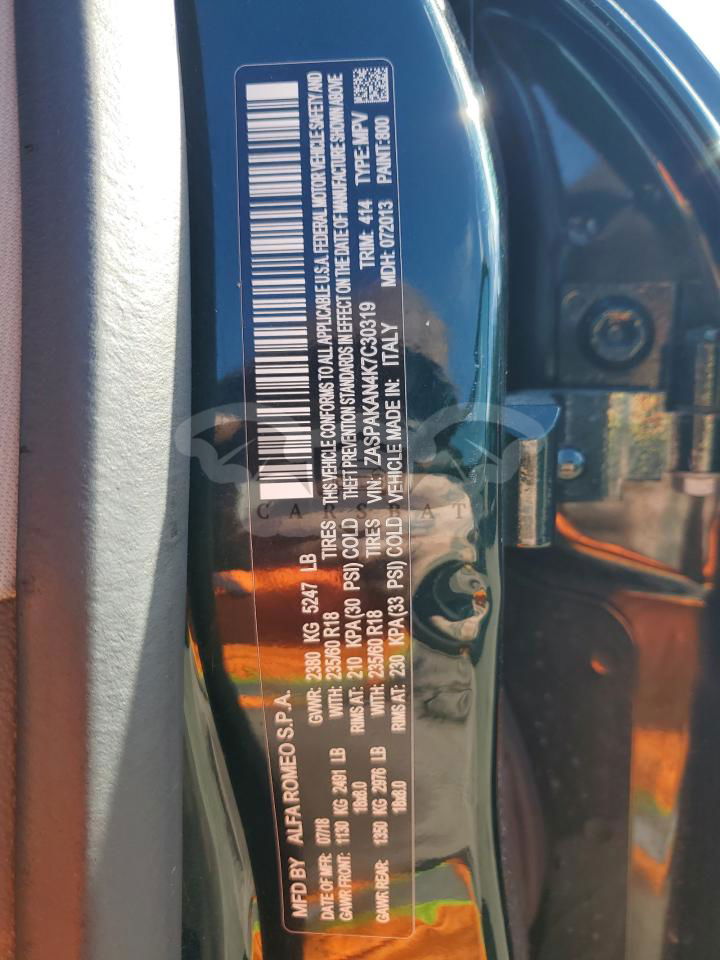 MFD BY ALFA ROMEO S.P.A.
DATE OF MFR: 07/18 GVWR: 2380 KG 5247 LB
GAWR FRONT: 1130 KG 2491 LB WITH: 235/60 R18 TIRES THIS VEHICLE CONFORMS TO ALL APPLICABLE U.S.A. FEDERAL MOTOR VEHICLE SAFETY AND
18x8.0 RIMS AT: 210 KPA (30 PSI) COLD THEFT PREVENTION STANDARDS IN EFFECT ON THE DATE OF MANUFACTURE SHOWN ABOVE
GAWR REAR: 1350 KG 2976 LB WITH: 235/60 R18 TIRES VIN: ZASPAKAN4K7C30319 TRIM: 414 TYPE: MPV
18x8.0 RIMS AT: 230 KPA (33 PSI) COLD VEHICLE MADE IN: ITALY MDH: 072013 PAINT: 800
CARSBAT